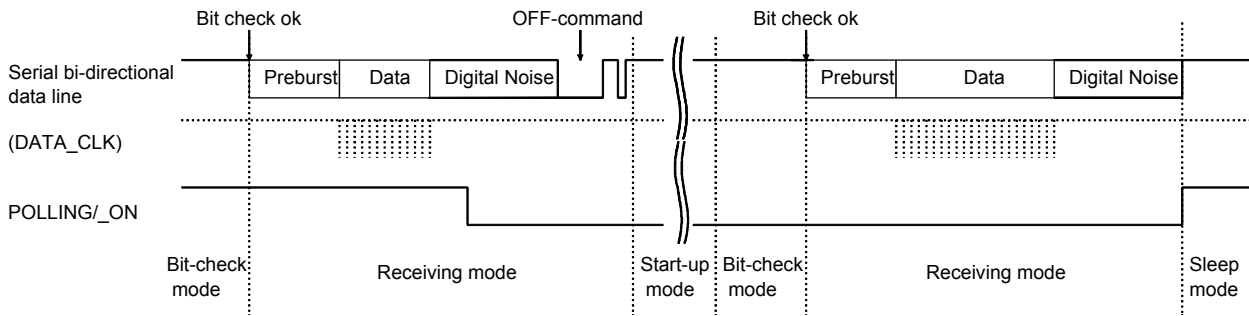 Bit check ok
OFF-command
Bit check ok
Serial bi-directional
data line
Preburst
Data
Digital Noise
Preburst
Data
Digital Noise
(DATA_CLK)
POLLING/_ON
Bit-check
mode
Receiving mode
Start-up
mode
Bit-check
mode
Receiving mode
Sleep
mode